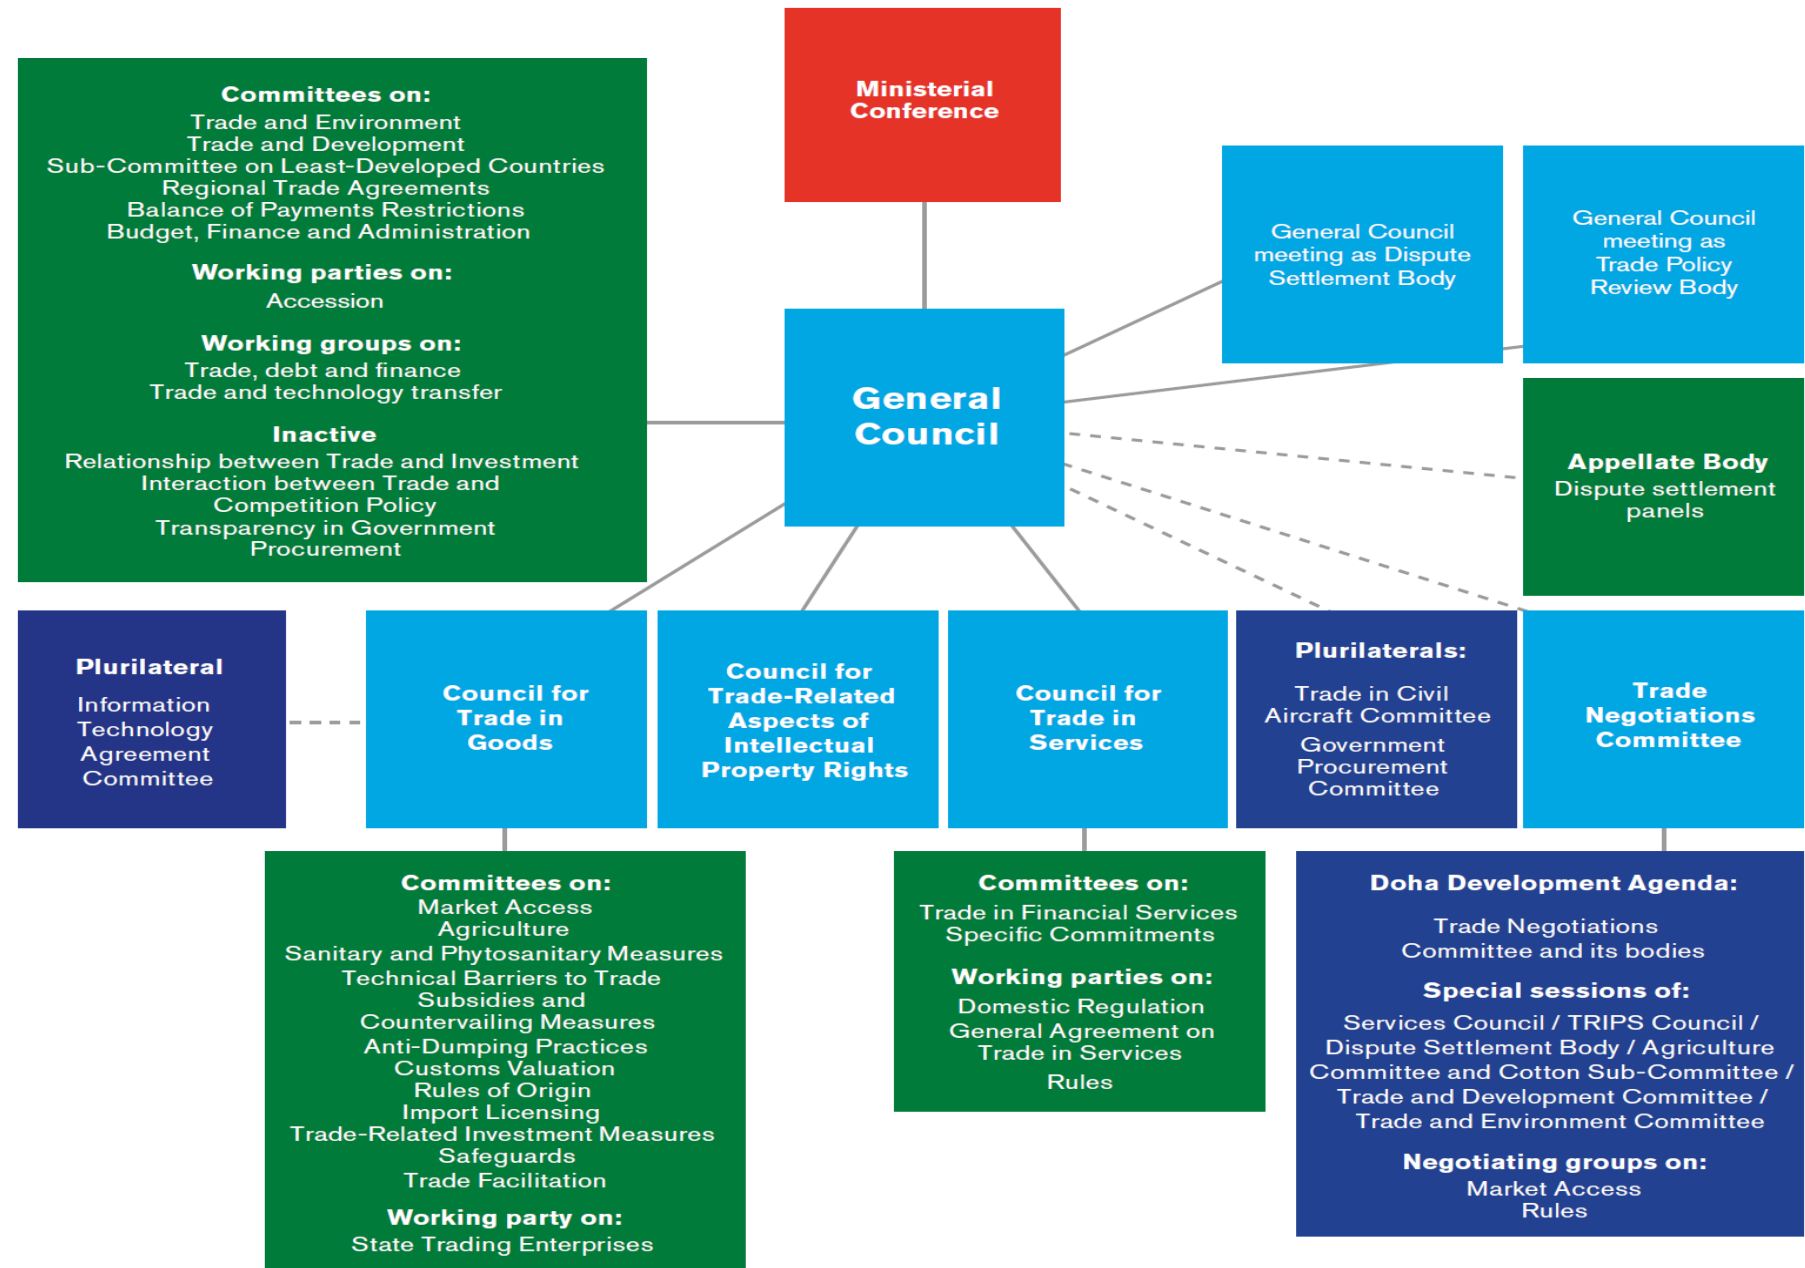 Ministerial
Conference
Committees on:
Trade and Environment
Trade and Development
Sub-Committee on Least-Developed Countries
Regional Trade Agreements
Balance of Payments Restrictions
Budget, Finance and Administration
Working parties on:
Accession
Working groups on:
Trade, debt and finance
Trade and technology transfer
Inactive
Relationship between Trade and Investment
Interaction between Trade and
Competition Policy
Transparency in Government
Procurement
General Council
meeting as Dispute
Settlement Body
General Council
meeting as
Trade Policy
Review Body
General
Council
Appellate Body
Dispute settlement
panels
Plurilateral
Information
Technology
Agreement
Committee
Council for
Trade in
Goods
Council for
Trade-Related
Aspects of
Intellectual
Property Rights
Council for
Trade in
Services
Plurilaterals:
Trade in Civil
Aircraft Committee
Government
Procurement
Committee
Trade
Negotiations
Committee
Committees on:
Market Access
Agriculture
Sanitary and Phytosanitary Measures
Technical Barriers to Trade
Subsidies and
Countervailing Measures
Anti-Dumping Practices
Customs Valuation
Rules of Origin
Import Licensing
Trade-Related Investment Measures
Safeguards
Trade Facilitation
Working party on:
State Trading Enterprises
Committees on:
Trade in Financial Services
Specific Commitments
Working parties on:
Domestic Regulation
General Agreement on
Trade in Services
Rules
Doha Development Agenda:
Trade Negotiations
Committee and its bodies
Special sessions of:
Services Council / TRIPS Council /
Dispute Settlement Body / Agriculture
Committee and Cotton Sub-Committee /
Trade and Development Committee /
Trade and Environment Committee
Negotiating groups on:
Market Access
Rules